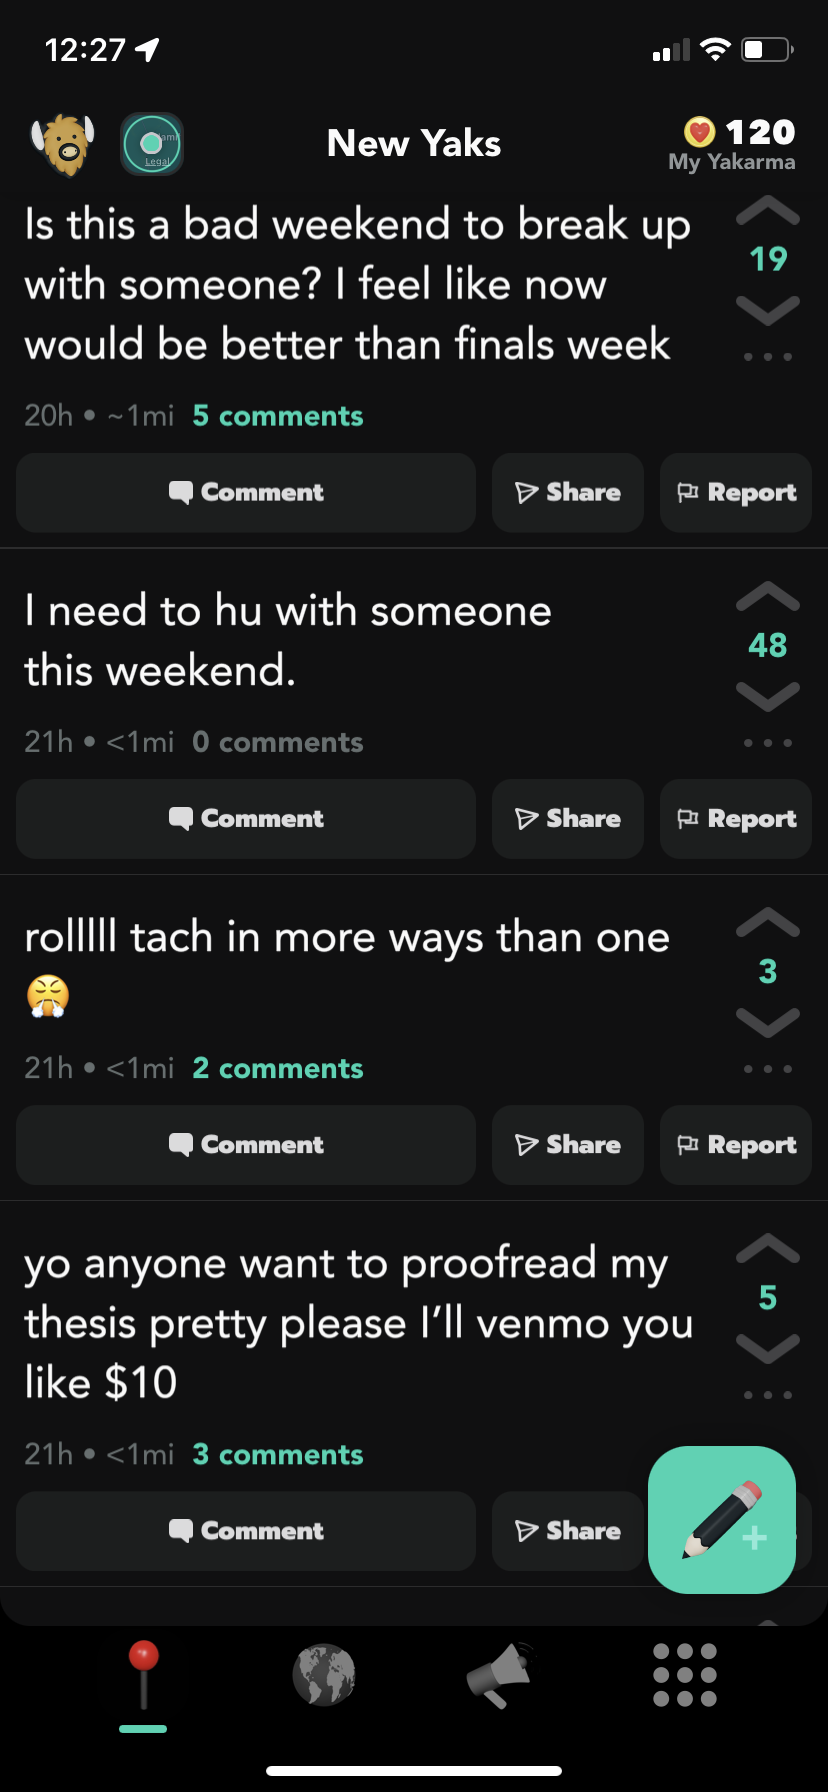 12:27
New Yaks
120
My Yakarma
Legal
Is this a bad weekend to break up
with someone? I feel like now
would be better than finals week
19
20h • ~1mi 5 comments
Comment Share Report
I need to hu with someone
this weekend.
48
21h • <1mi 0 comments
Comment Share Report
rolllll tach in more ways than one
😤
3
21h • <1mi 2 comments
Comment Share Report
yo anyone want to proofread my
thesis pretty please I’ll venmo you
like $10
5
21h • <1mi 3 comments
Comment Share